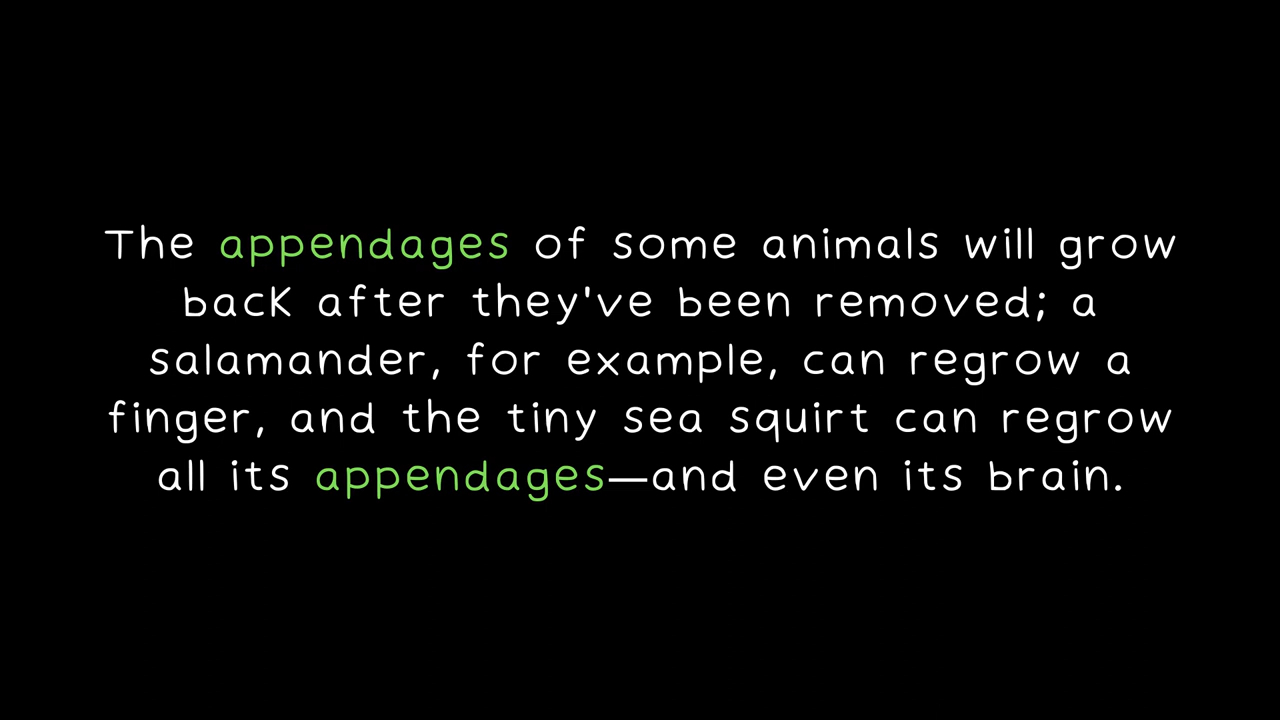 The appendages of some animals will grow
back after they've been removed; a
salamander, for example, can regrow a
finger, and the tiny sea squirt can regrow
all its appendages—and even its brain.